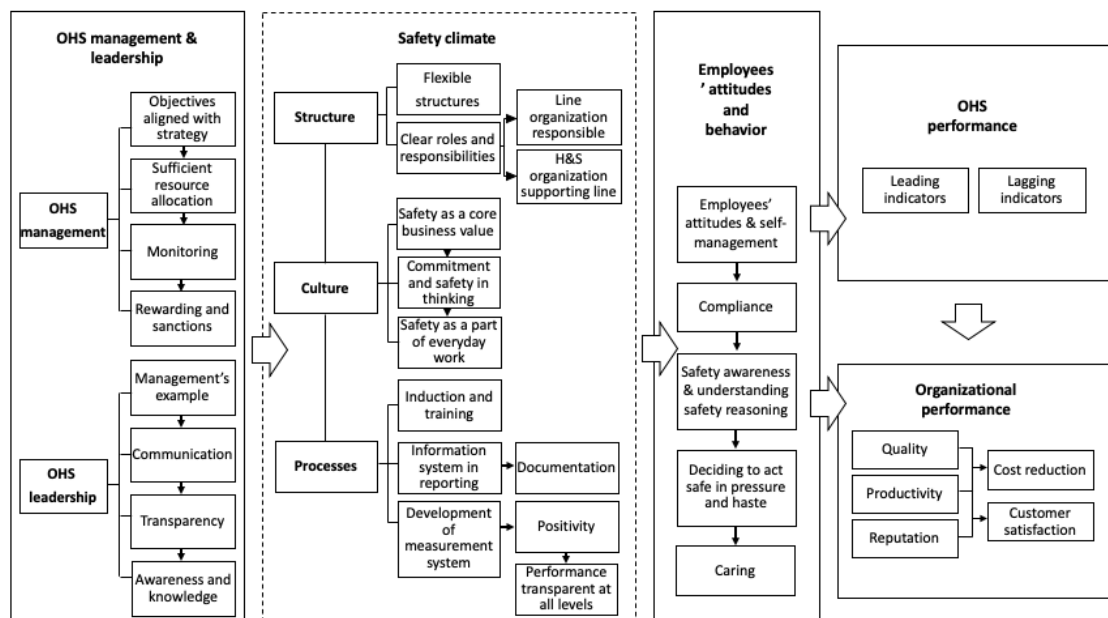 OHS management &
leadership
OHS
management
Objectives
aligned with
strategy
Sufficient
resource
allocation
Monitoring
Rewarding and
sanctions
OHS
leadership
Management's
example
Communication
Transparency
Awareness and
knowledge
Safety climate
Structure
Flexible
structures
Clear roles and
responsibilities
Line
organization
responsible
H&S
organization
supporting line
Culture
Safety as a core
business value
Commitment
and safety in
thinking
Safety as a part
of everyday
work
Processes
Induction and
training
Information
system in
reporting
Documentation
Development of
measurement
system
Positivity
Performance
transparent at
all levels
Employees
' attitudes
and
behavior
Employees'
attitudes & self-
management
Compliance
Safety awareness
& understanding
safety reasoning
Deciding to act
safe in pressure
and haste
Caring
OHS
performance
Leading
indicators
Lagging
indicators
Organizational
performance
Quality
Productivity
Reputation
Cost reduction
Customer
satisfaction